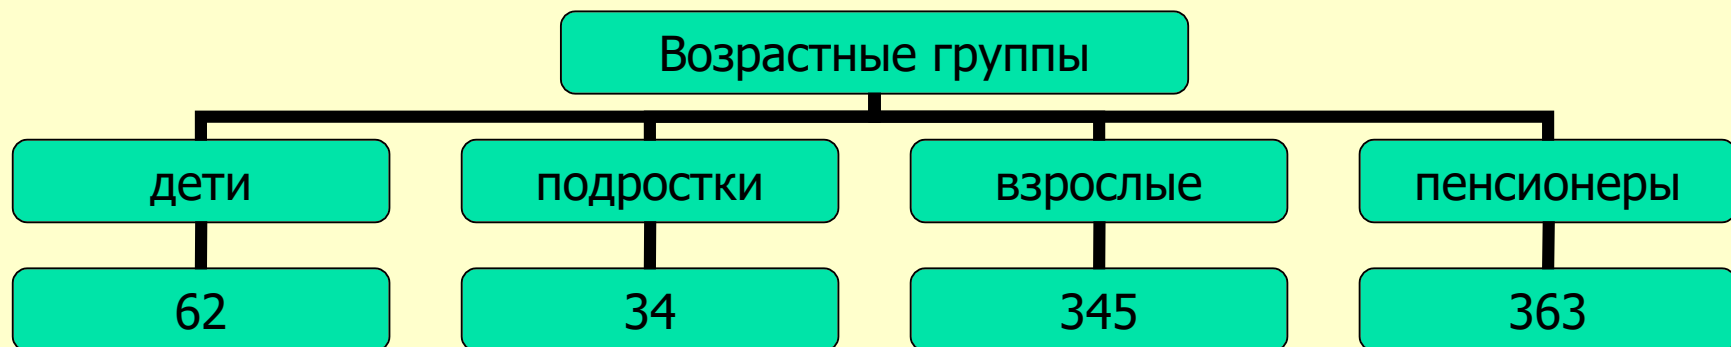 Возрастные группы
дети
подростки
взрослые
пенсионеры
62
34
345
363